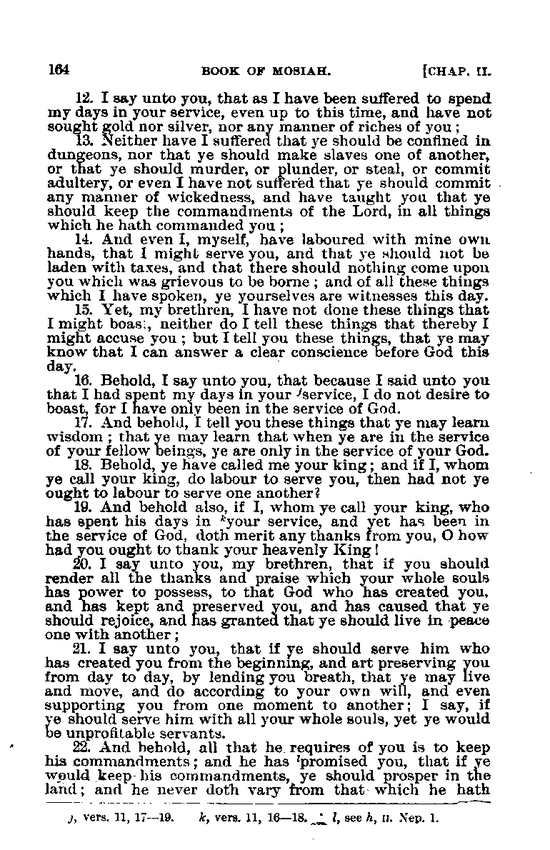 164 BOOK OF MOSIAH. [CHAP. II.
12. I say unto you, that as I have been suffered to spend
my days in your service, even up to this time, and have not
sought gold nor silver, nor any manner of riches of you;
13. Neither have I suffered that ye should be confined in
dungeons, nor that ye should make slaves one of another,
or that ye should murder, or plunder, or steal, or commit
adultery, or even I have not suffered that ye should commit
any manner of wickedness, and have taught you that ye
should keep the commandments of the Lord, in all things
which he hath commanded you;
14. And even I, myself, have laboured with mine own
hands, that I might serve you, and that ye should not be
laden with taxes, and that there should nothing come upon
you which was grievous to be borne; and of all these things
which I have spoken, ye yourselves are witnesses this day.
15. Yet, my brethren, I have not done these things that
I might boast, neither do I tell these things that thereby I
might accuse you; but I tell you these things, that ye may
know that I can answer a clear conscience before God this
day.
16. Behold, I say unto you, that because I said unto you
that I had spent my days in your jservice, I do not desire to
boast, for I have only been in the service of God.
17. And behold, I tell you these things that ye may learn
wisdom; that ye may learn that when ye are in the service
of your fellow beings, ye are only in the service of your God.
18. Behold, ye have called me your king; and if I, whom
ye call your king, do labour to serve you, then had not ye
ought to labour to serve one another?
19. And behold also, if I, whom ye call your king, who
has spent his days in kyour service, and yet has been in
the service of God, doth merit any thanks from you, O how
had you ought to thank your heavenly King!
20. I say unto you, my brethren, that if you should
render all the thanks and praise which your whole souls
has power to possess, to that God who has created you,
and has kept and preserved you, and has caused that ye
should rejoice, and has granted that ye should live in peace
one with another;
21. I say unto you, that if ye should serve him who
has created you from the beginning, and art preserving you
from day to day, by lending you breath, that ye may live
and move, and do according to your own will, and even
supporting you from one moment to another; I say, if
ye should serve him with all your whole souls, yet ye would
be unprofitable servants.
22. And behold, all that he requires of you is to keep
his commandments; and he has lpromised you, that if ye
would keep his commandments, ye should prosper in the
land; and he never doth vary from that which he hath
j, vers. 11, 17—19. k, vers. 11, 16—18. l, see h, II. Nep. 1.